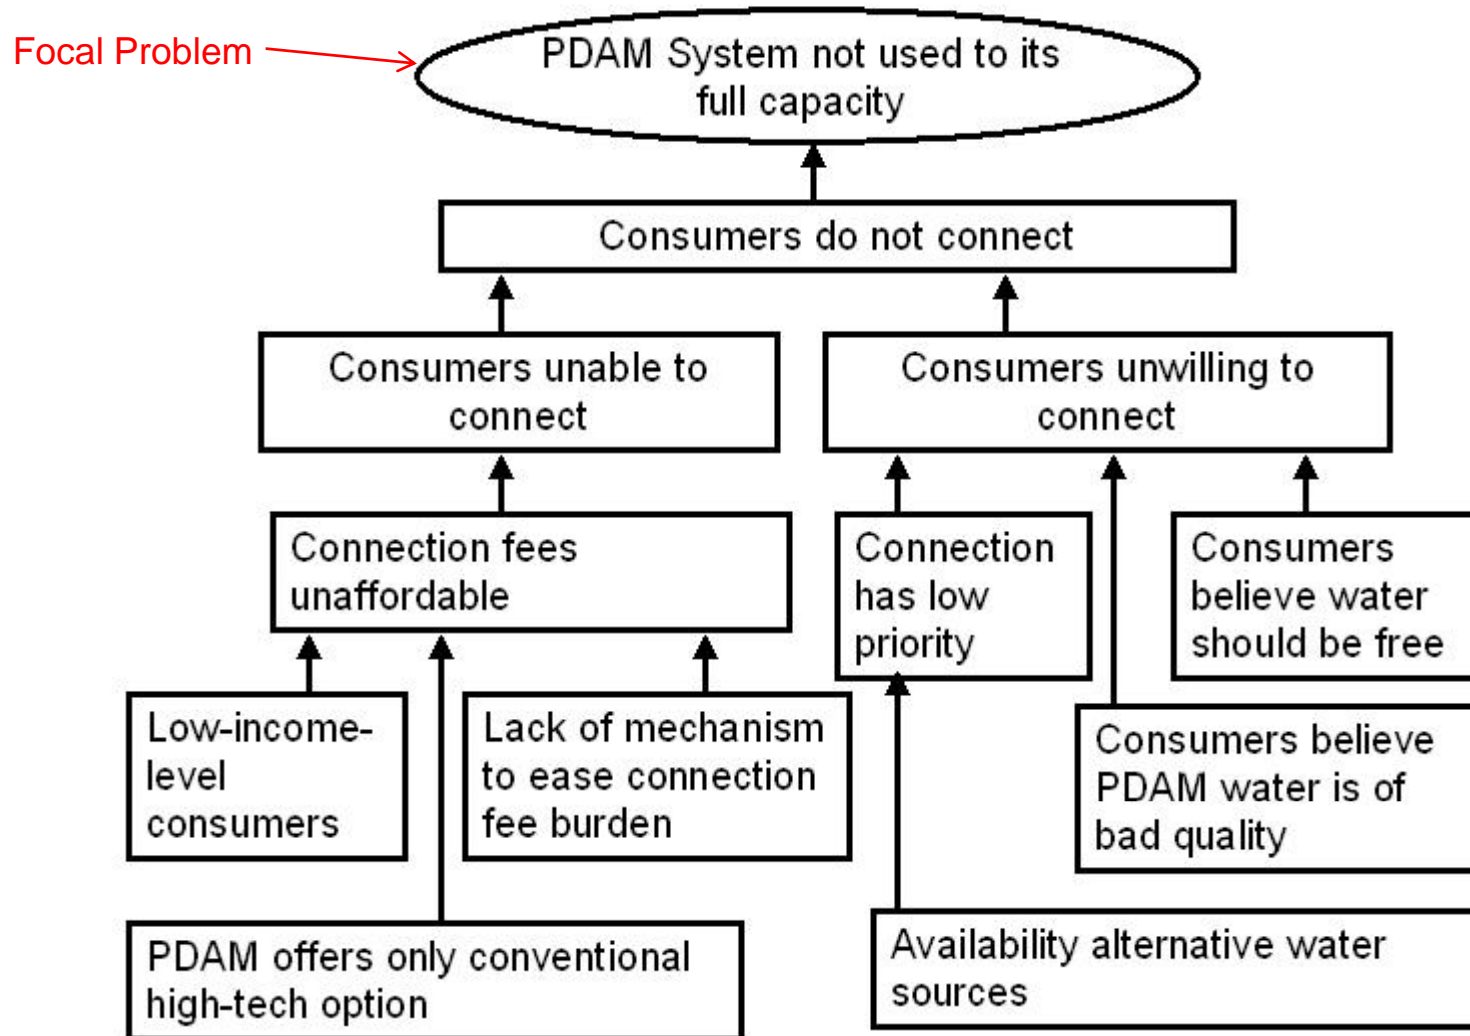 Focal Problem
PDAM System not used to its
full capacity
Consumers do not connect
Consumers unable to
connect
Consumers unwilling to
connect
Connection fees
unaffordable
Connection
has low
priority
Consumers
believe water
should be free
Low-income-
level
consumers
Lack of mechanism
to ease connection
fee burden
Consumers believe
PDAM water is of
bad quality
PDAM offers only conventional
high-tech option
Availability alternative water
sources